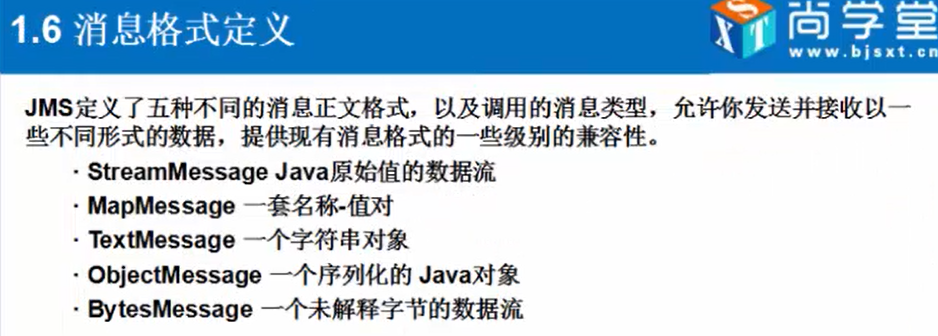 1.6 消息格式定义
SXT 尚学堂
www.bjsxt.cn
JMS定义了五种不同的消息正文格式，以及调用的消息类型，允许你发送并接收以一
些不同形式的数据，提供现有消息格式的一些级别的兼容性。
· StreamMessage Java原始值的数据流
· MapMessage 一套名称-值对
· TextMessage 一个字符串对象
· ObjectMessage 一个序列化的 Java对象
· BytesMessage 一个未解释字节的数据流